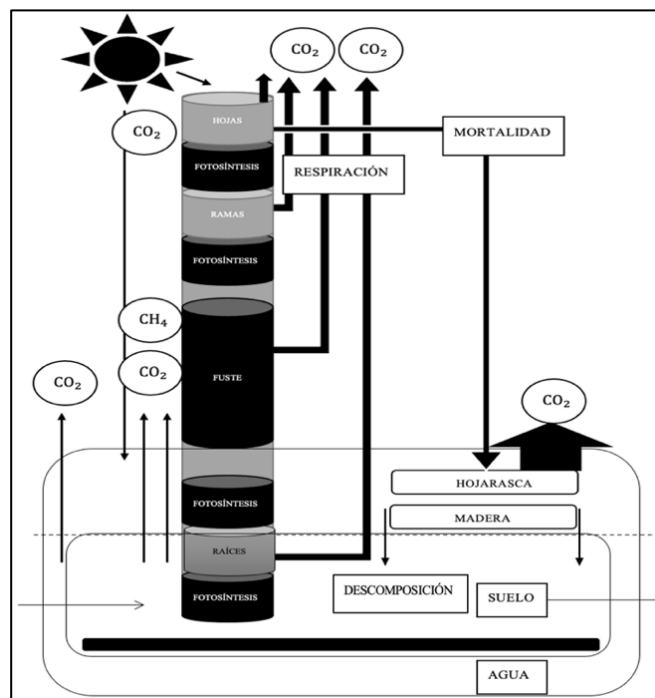 CO₂ CO₂
HOJAS
CO₂
MORTALIDAD
FOTOSÍNTESIS
RESPIRACIÓN
RAMAS
FOTOSÍNTESIS
CH₄
CO₂
CO₂
FUSTE
CO₂
HOJARASCA
FOTOSÍNTESIS
MADERA
RAÍCES
DESCOMPOSICIÓN
SUELO
FOTOSÍNTESIS
AGUA